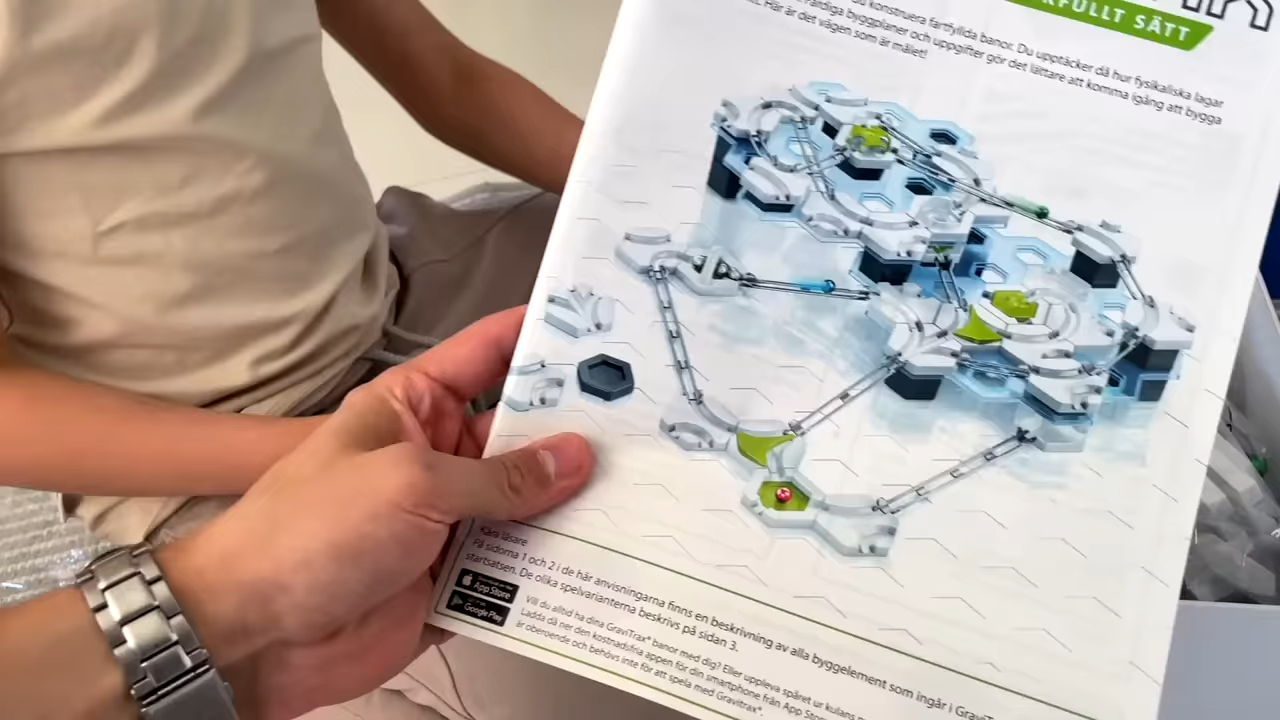 KFULLT SÄTT
du konstruera fartfyllda banor. Du upptäcker då hur fysikaliska lagar
färdiga byggplaner och uppgifter gör det lättare att komma igång att bygga
Här är det vägen som är målet!
Kära läsare
På sidorna 1 och 2 i de här anvisningarna finns en beskrivning av alla byggelement som ingår i GraviT
startsatsen. De olika spelvarianterna beskrivs på sidan 3.
App Store
Google Play
Vill du alltid ha dina GraviTrax® banor med dig? Eller uppleva spåret ur kulans
Ladda då ner den kostnadsfria appen för din smartphone från App Store
är oberoende och behövs inte för att spela med Gravitrax®.